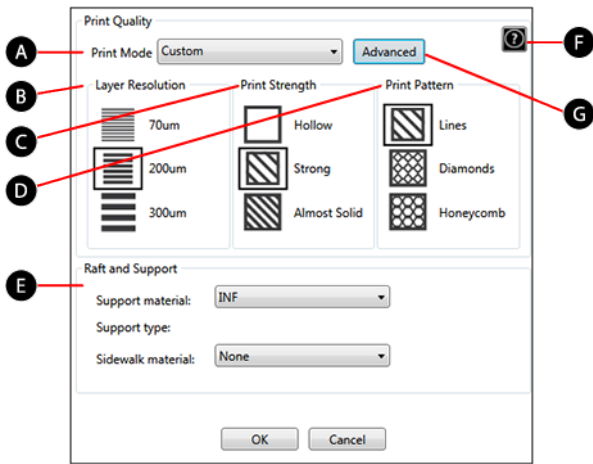 Print Quality
A Print Mode Custom Advanced ? F
B Layer Resolution Print Strength Print Pattern
G
70um Hollow Lines
C
200um Strong Diamonds
D
300um Almost Solid Honeycomb
Raft and Support
E Support material: INF
Support type:
Sidewalk material: None
OK Cancel